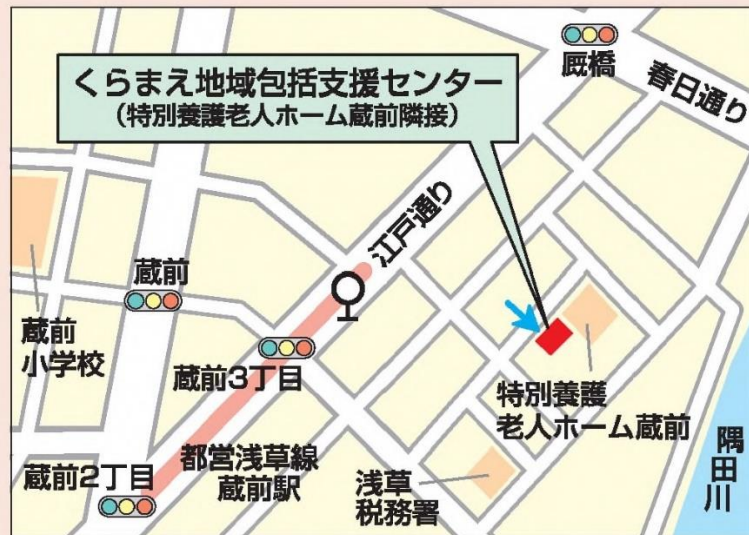 くらまえ地域包括支援センター
(特別養護老人ホーム蔵前隣接)
厩橋
春日通り
江戸通り
蔵前
蔵前
小学校
蔵前3丁目
特別養護
老人ホーム蔵前
都営浅草線
蔵前駅
蔵前2丁目
浅草
税務署
隅田川